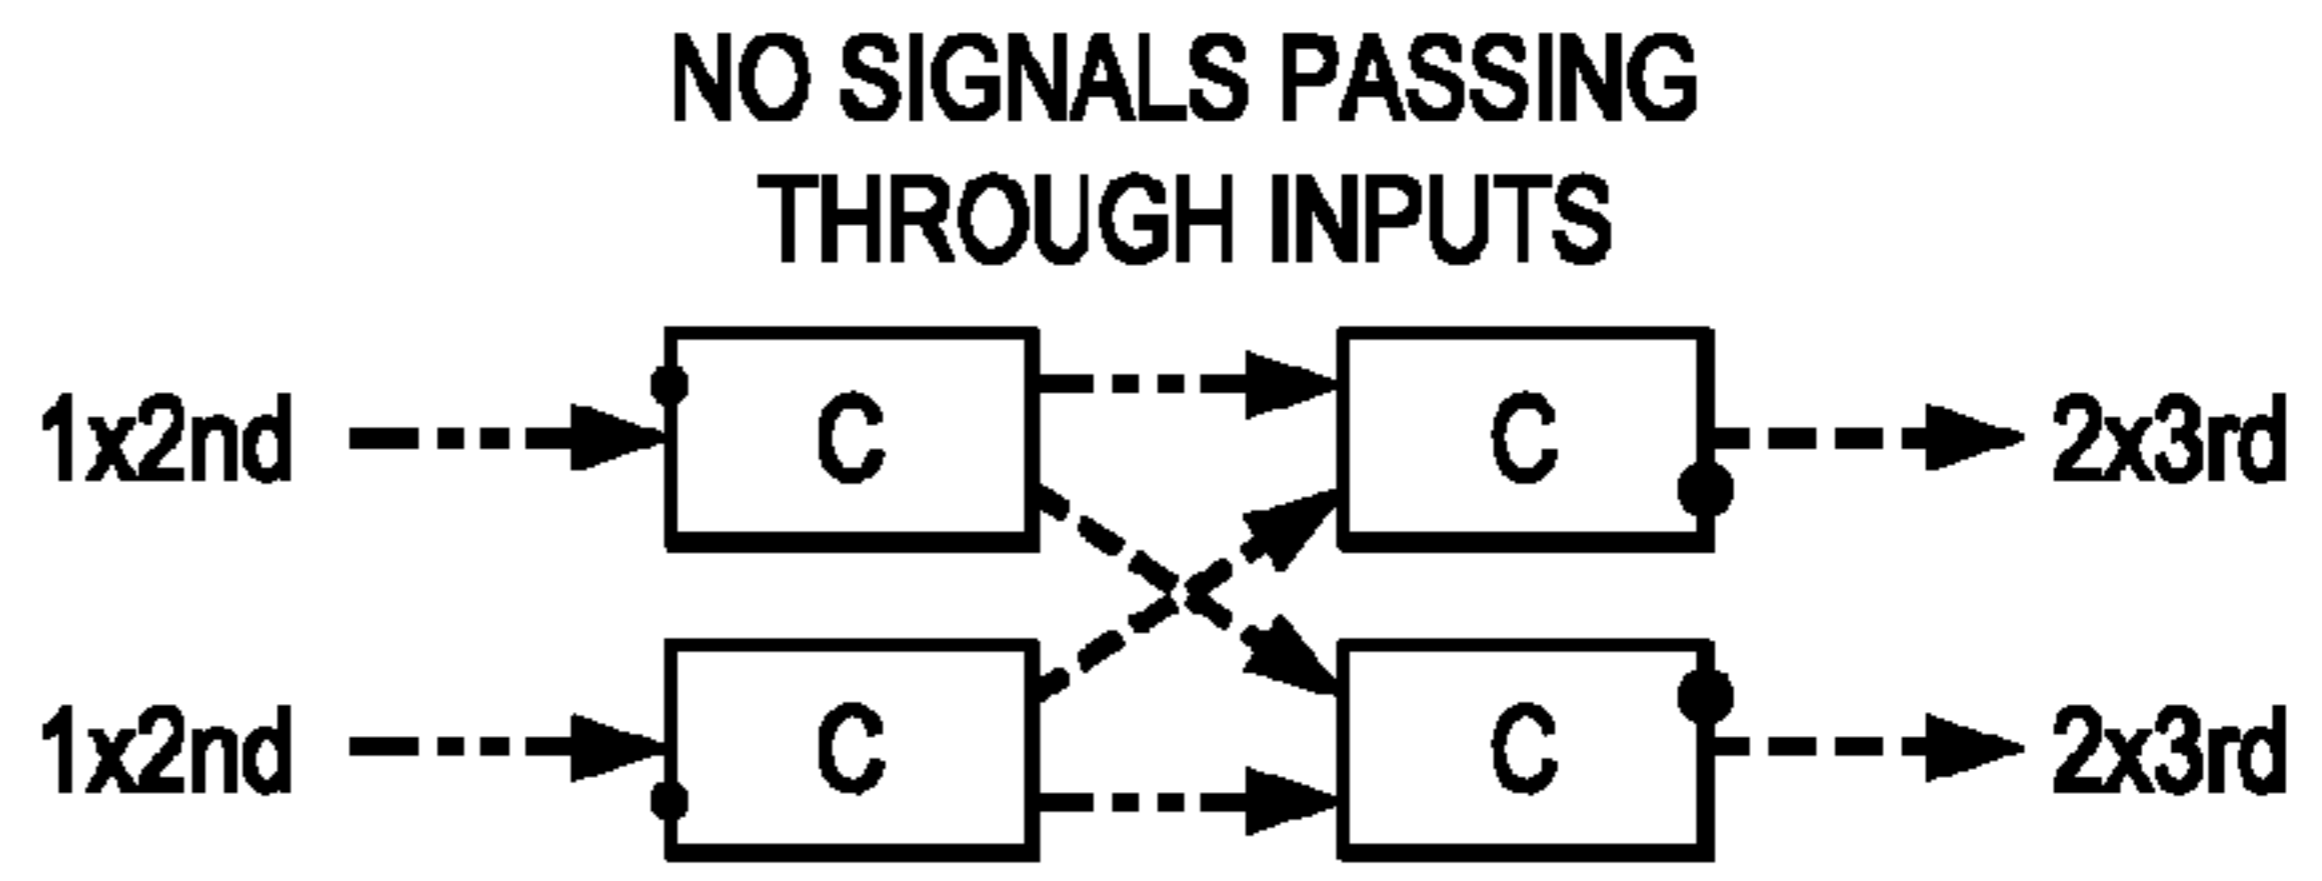 NO SIGNALS PASSING
THROUGH INPUTS
1x2nd C C 2x3rd
1x2nd C C 2x3rd